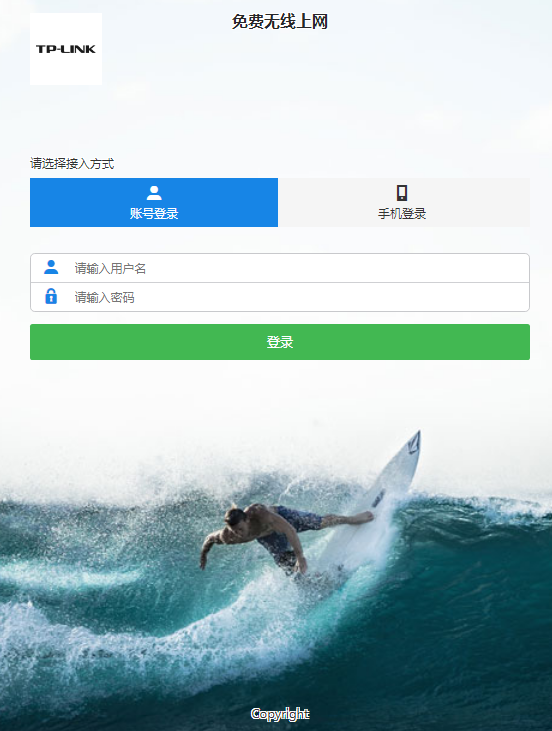 免费无线上网
TP-LINK
请选择接入方式
账号登录
手机登录
请输入用户名
请输入密码
登录
Copyright